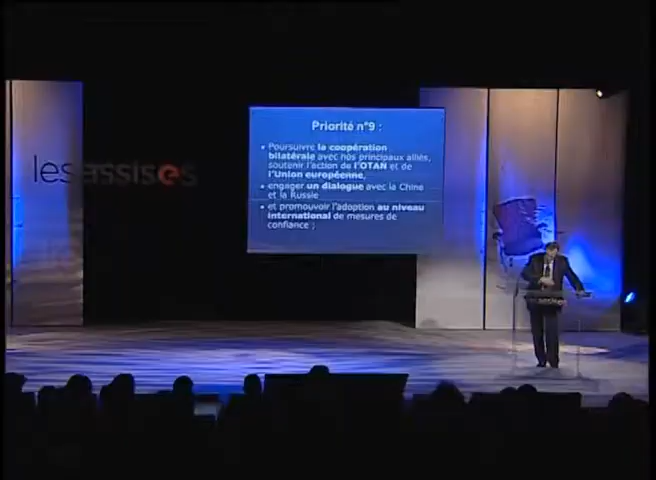 les assises
Priorité n°9 :
• Poursuivre la coopération
bilatérale avec nos principaux alliés,
soutenir l'action de l'OTAN et de
l'Union européenne,
• engager un dialogue avec la Chine
et la Russie
• et promouvoir l'adoption au niveau
international de mesures de
confiance ;